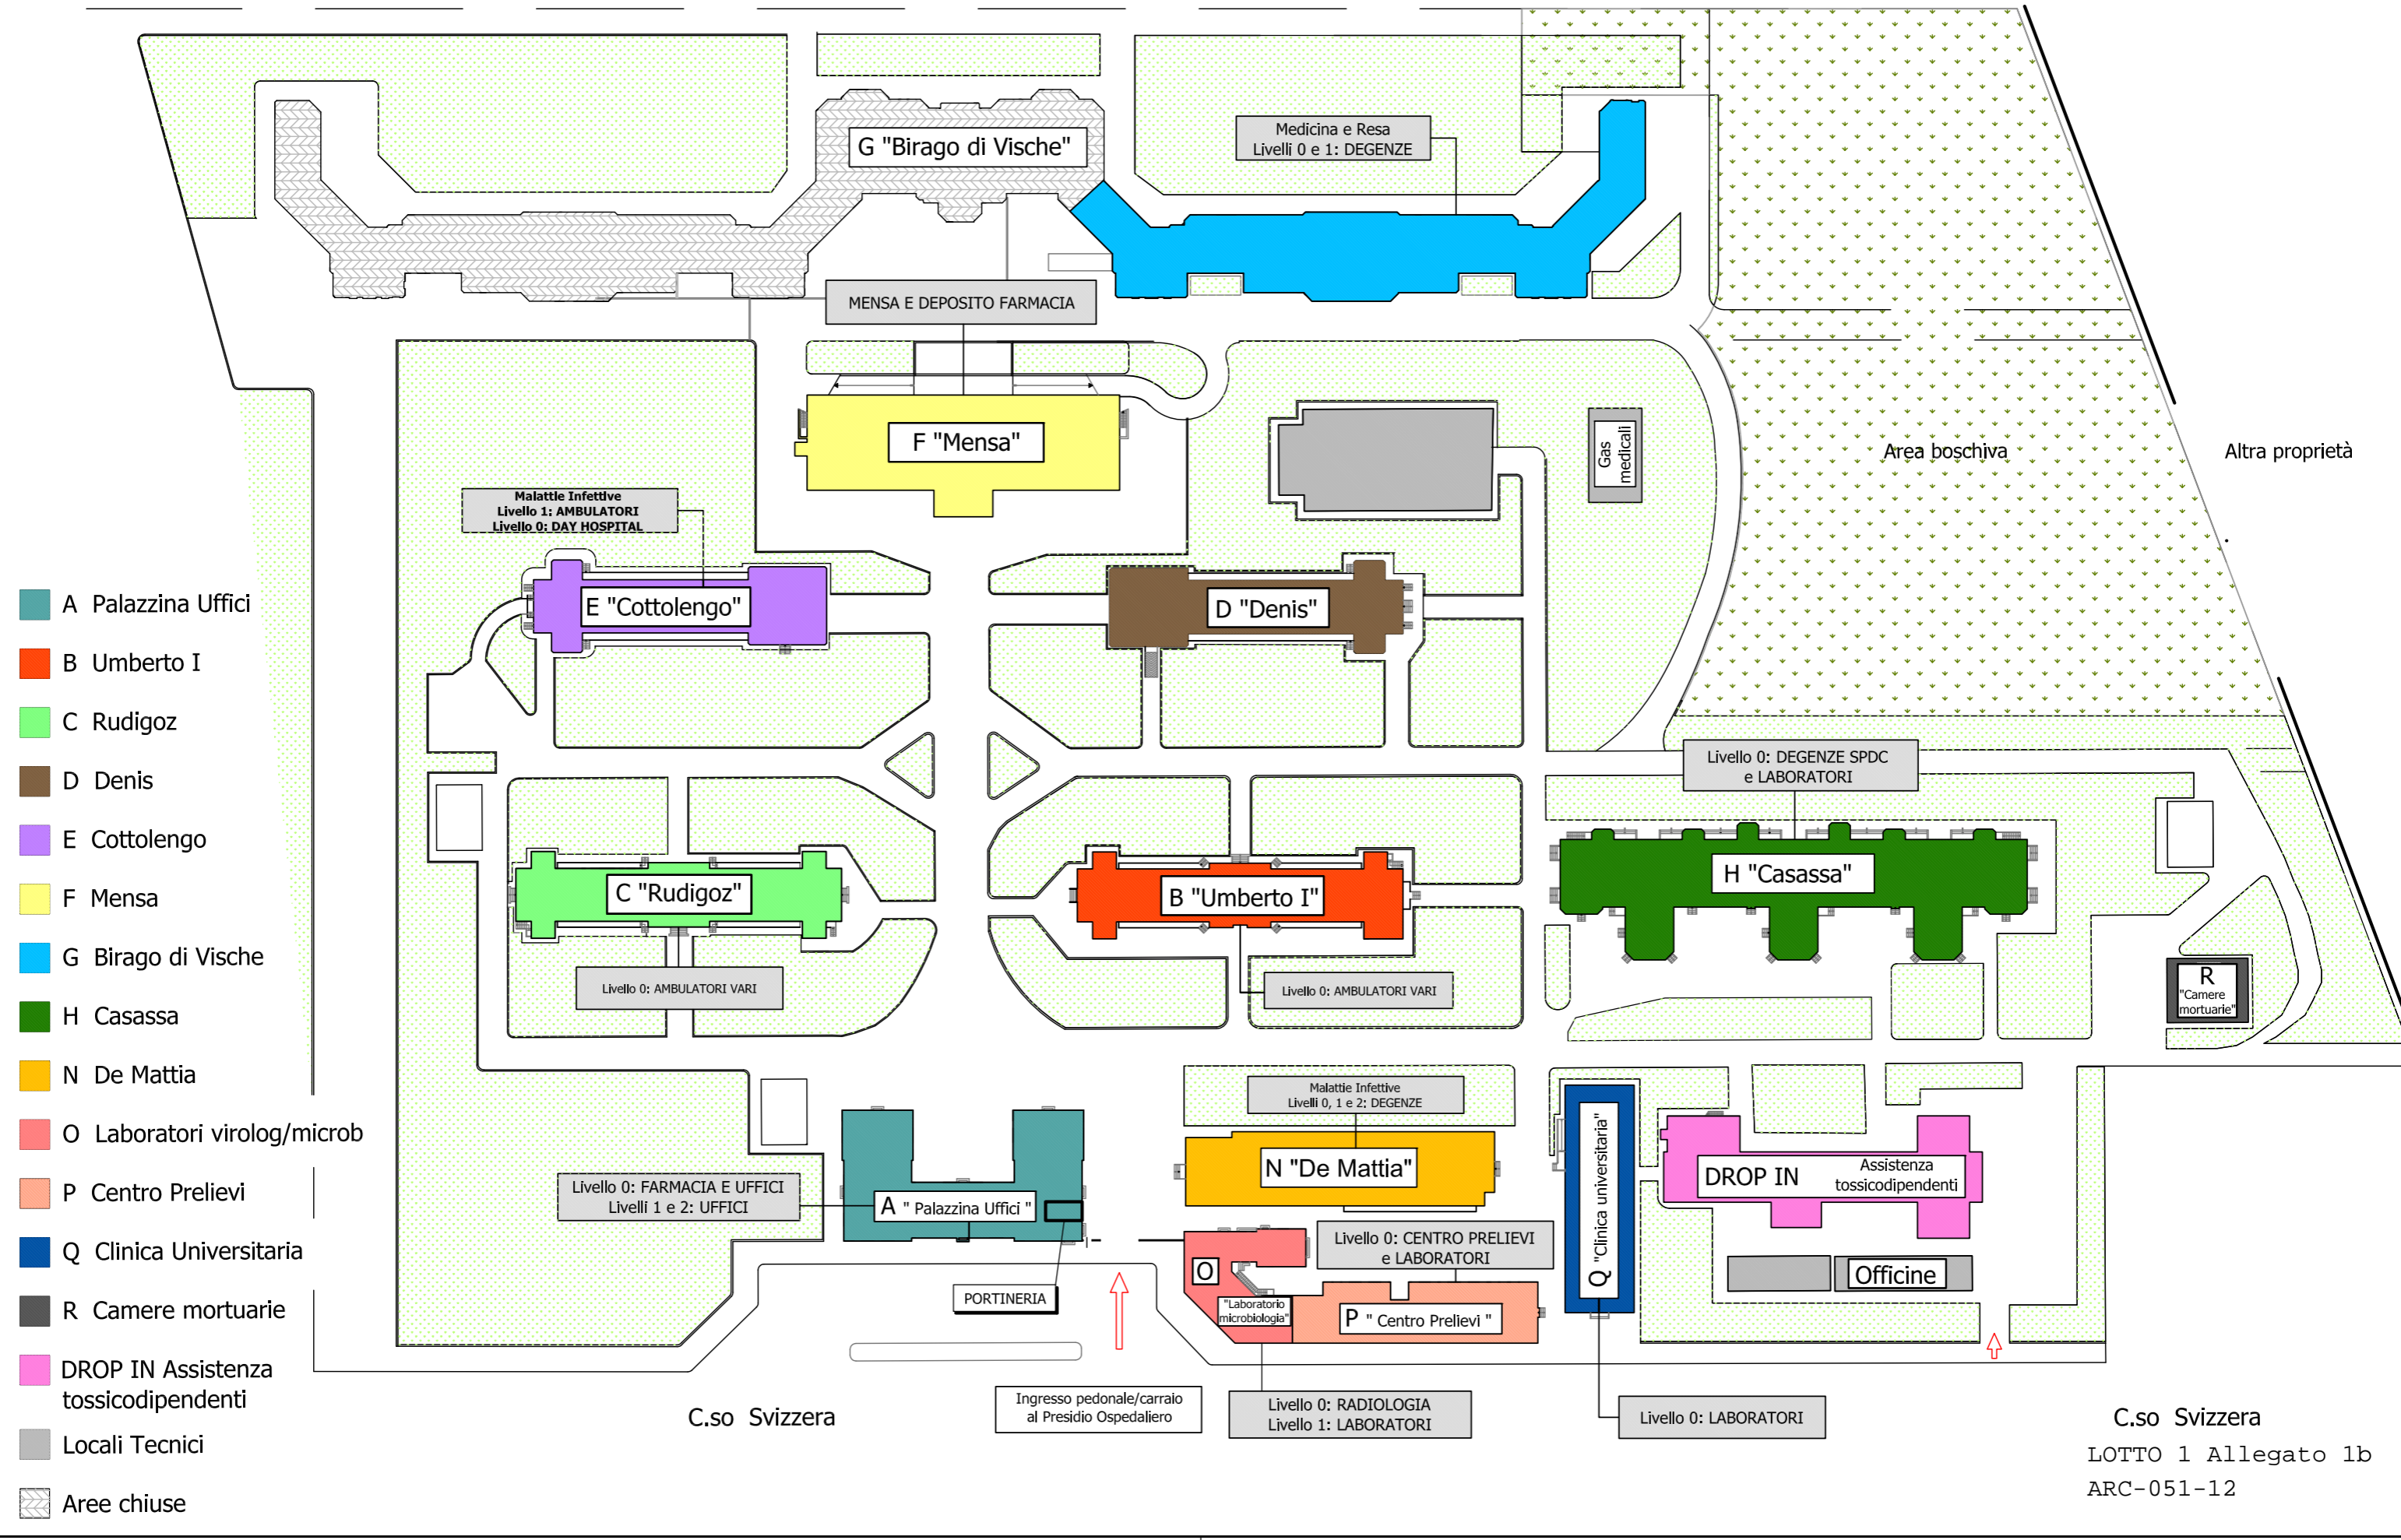 G "Birago di Vische"
Medicina e Resa
Livelli 0 e 1: DEGENZE
MENSA E DEPOSITO FARMACIA
F "Mensa"
Gas
medicali
Area boschiva
Altra proprietà
Malattie Infettive
Livello 1: AMBULATORI
Livello 0: DAY HOSPITAL
E "Cottolengo"
D "Denis"
Livello 0: DEGENZE SPDC
e LABORATORI
C "Rudigoz"
B "Umberto I"
H "Casassa"
Livello 0: AMBULATORI VARI
Livello 0: AMBULATORI VARI
R
"Camere
mortuarie"
Malattie Infettive
Livelli 0, 1 e 2: DEGENZE
N "De Mattia"
Q "Clinica universitaria"
DROP IN
Assistenza
tossicodipendenti
Livello 0: FARMACIA E UFFICI
Livelli 1 e 2: UFFICI
A " Palazzina Uffici "
Livello 0: CENTRO PRELIEVI
e LABORATORI
O
"Laboratorio
microbiologia"
P " Centro Prelievi "
Officine
PORTINERIA
Ingresso pedonale/carraio
al Presidio Ospedaliero
Livello 0: RADIOLOGIA
Livello 1: LABORATORI
Livello 0: LABORATORI
C.so Svizzera
C.so Svizzera
LOTTO 1 Allegato 1b
ARC-051-12
A Palazzina Uffici
B Umberto I
C Rudigoz
D Denis
E Cottolengo
F Mensa
G Birago di Vische
H Casassa
N De Mattia
O Laboratori virolog/microb
P Centro Prelievi
Q Clinica Universitaria
R Camere mortuarie
DROP IN Assistenza
tossicodipendenti
Locali Tecnici
Aree chiuse